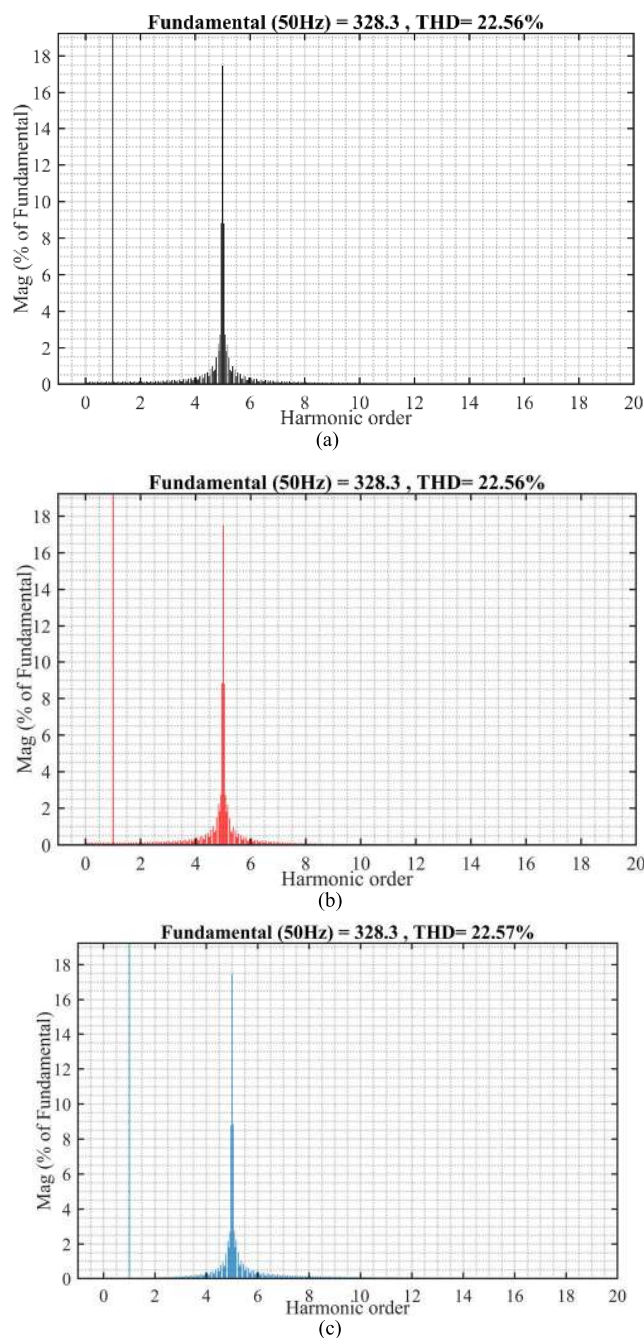 Fundamental (50Hz) = 328.3 , THD= 22.56%
Mag (% of Fundamental)
18
16
14
12
10
8
6
4
2
0
0 2 4 6 8 10 12 14 16 18 20
Harmonic order
(a)
Fundamental (50Hz) = 328.3 , THD= 22.56%
Mag (% of Fundamental)
18
16
14
12
10
8
6
4
2
0
0 2 4 6 8 10 12 14 16 18 20
Harmonic order
(b)
Fundamental (50Hz) = 328.3 , THD= 22.57%
Mag (% of Fundamental)
18
16
14
12
10
8
6
4
2
0
0 2 4 6 8 10 12 14 16 18 20
Harmonic order
(c)